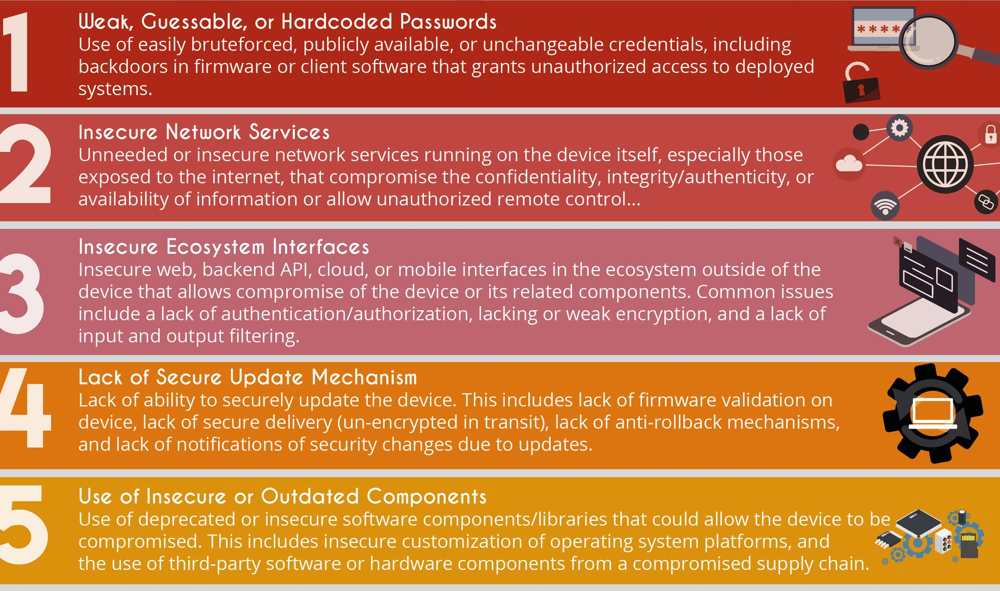 1
Weak, Guessable, or Hardcoded Passwords
Use of easily bruteforced, publicly available, or unchangeable credentials, including
backdoors in firmware or client software that grants unauthorized access to deployed
systems.
****
2
Insecure Network Services
Unneeded or insecure network services running on the device itself, especially those
exposed to the internet, that compromise the confidentiality, integrity/authenticity, or
availability of information or allow unauthorized remote control...
3
Insecure Ecosystem Interfaces
Insecure web, backend API, cloud, or mobile interfaces in the ecosystem outside of the
device that allows compromise of the device or its related components. Common issues
include a lack of authentication/authorization, lacking or weak encryption, and a lack of
input and output filtering.
4
Lack of Secure Update Mechanism
Lack of ability to securely update the device. This includes lack of firmware validation on
device, lack of secure delivery (un-encrypted in transit), lack of anti-rollback mechanisms,
and lack of notifications of security changes due to updates.
5
Use of Insecure or Outdated Components
Use of deprecated or insecure software components/libraries that could allow the device to be
compromised. This includes insecure customization of operating system platforms, and
the use of third-party software or hardware components from a compromised supply chain.